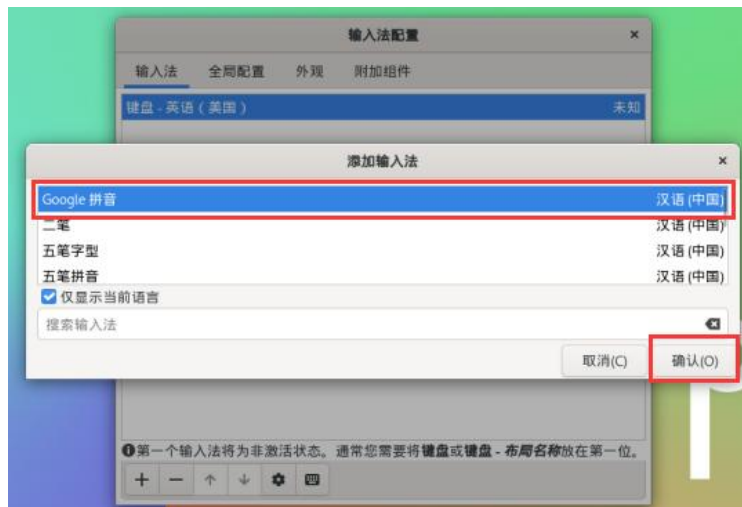 输入法配置 ×
输入法 全局配置 外观 附加组件
键盘 - 英语 ( 美国 ) 未知
添加输入法 ×
Google 拼音 汉语 (中国)
二笔 汉语 (中国)
五笔字型 汉语 (中国)
五笔拼音 汉语 (中国)
仅显示当前语言
搜索输入法
取消(C) 确认(O)
第一个输入法将为非激活状态。通常您需要将键盘或键盘 - 布局名称放在第一位。